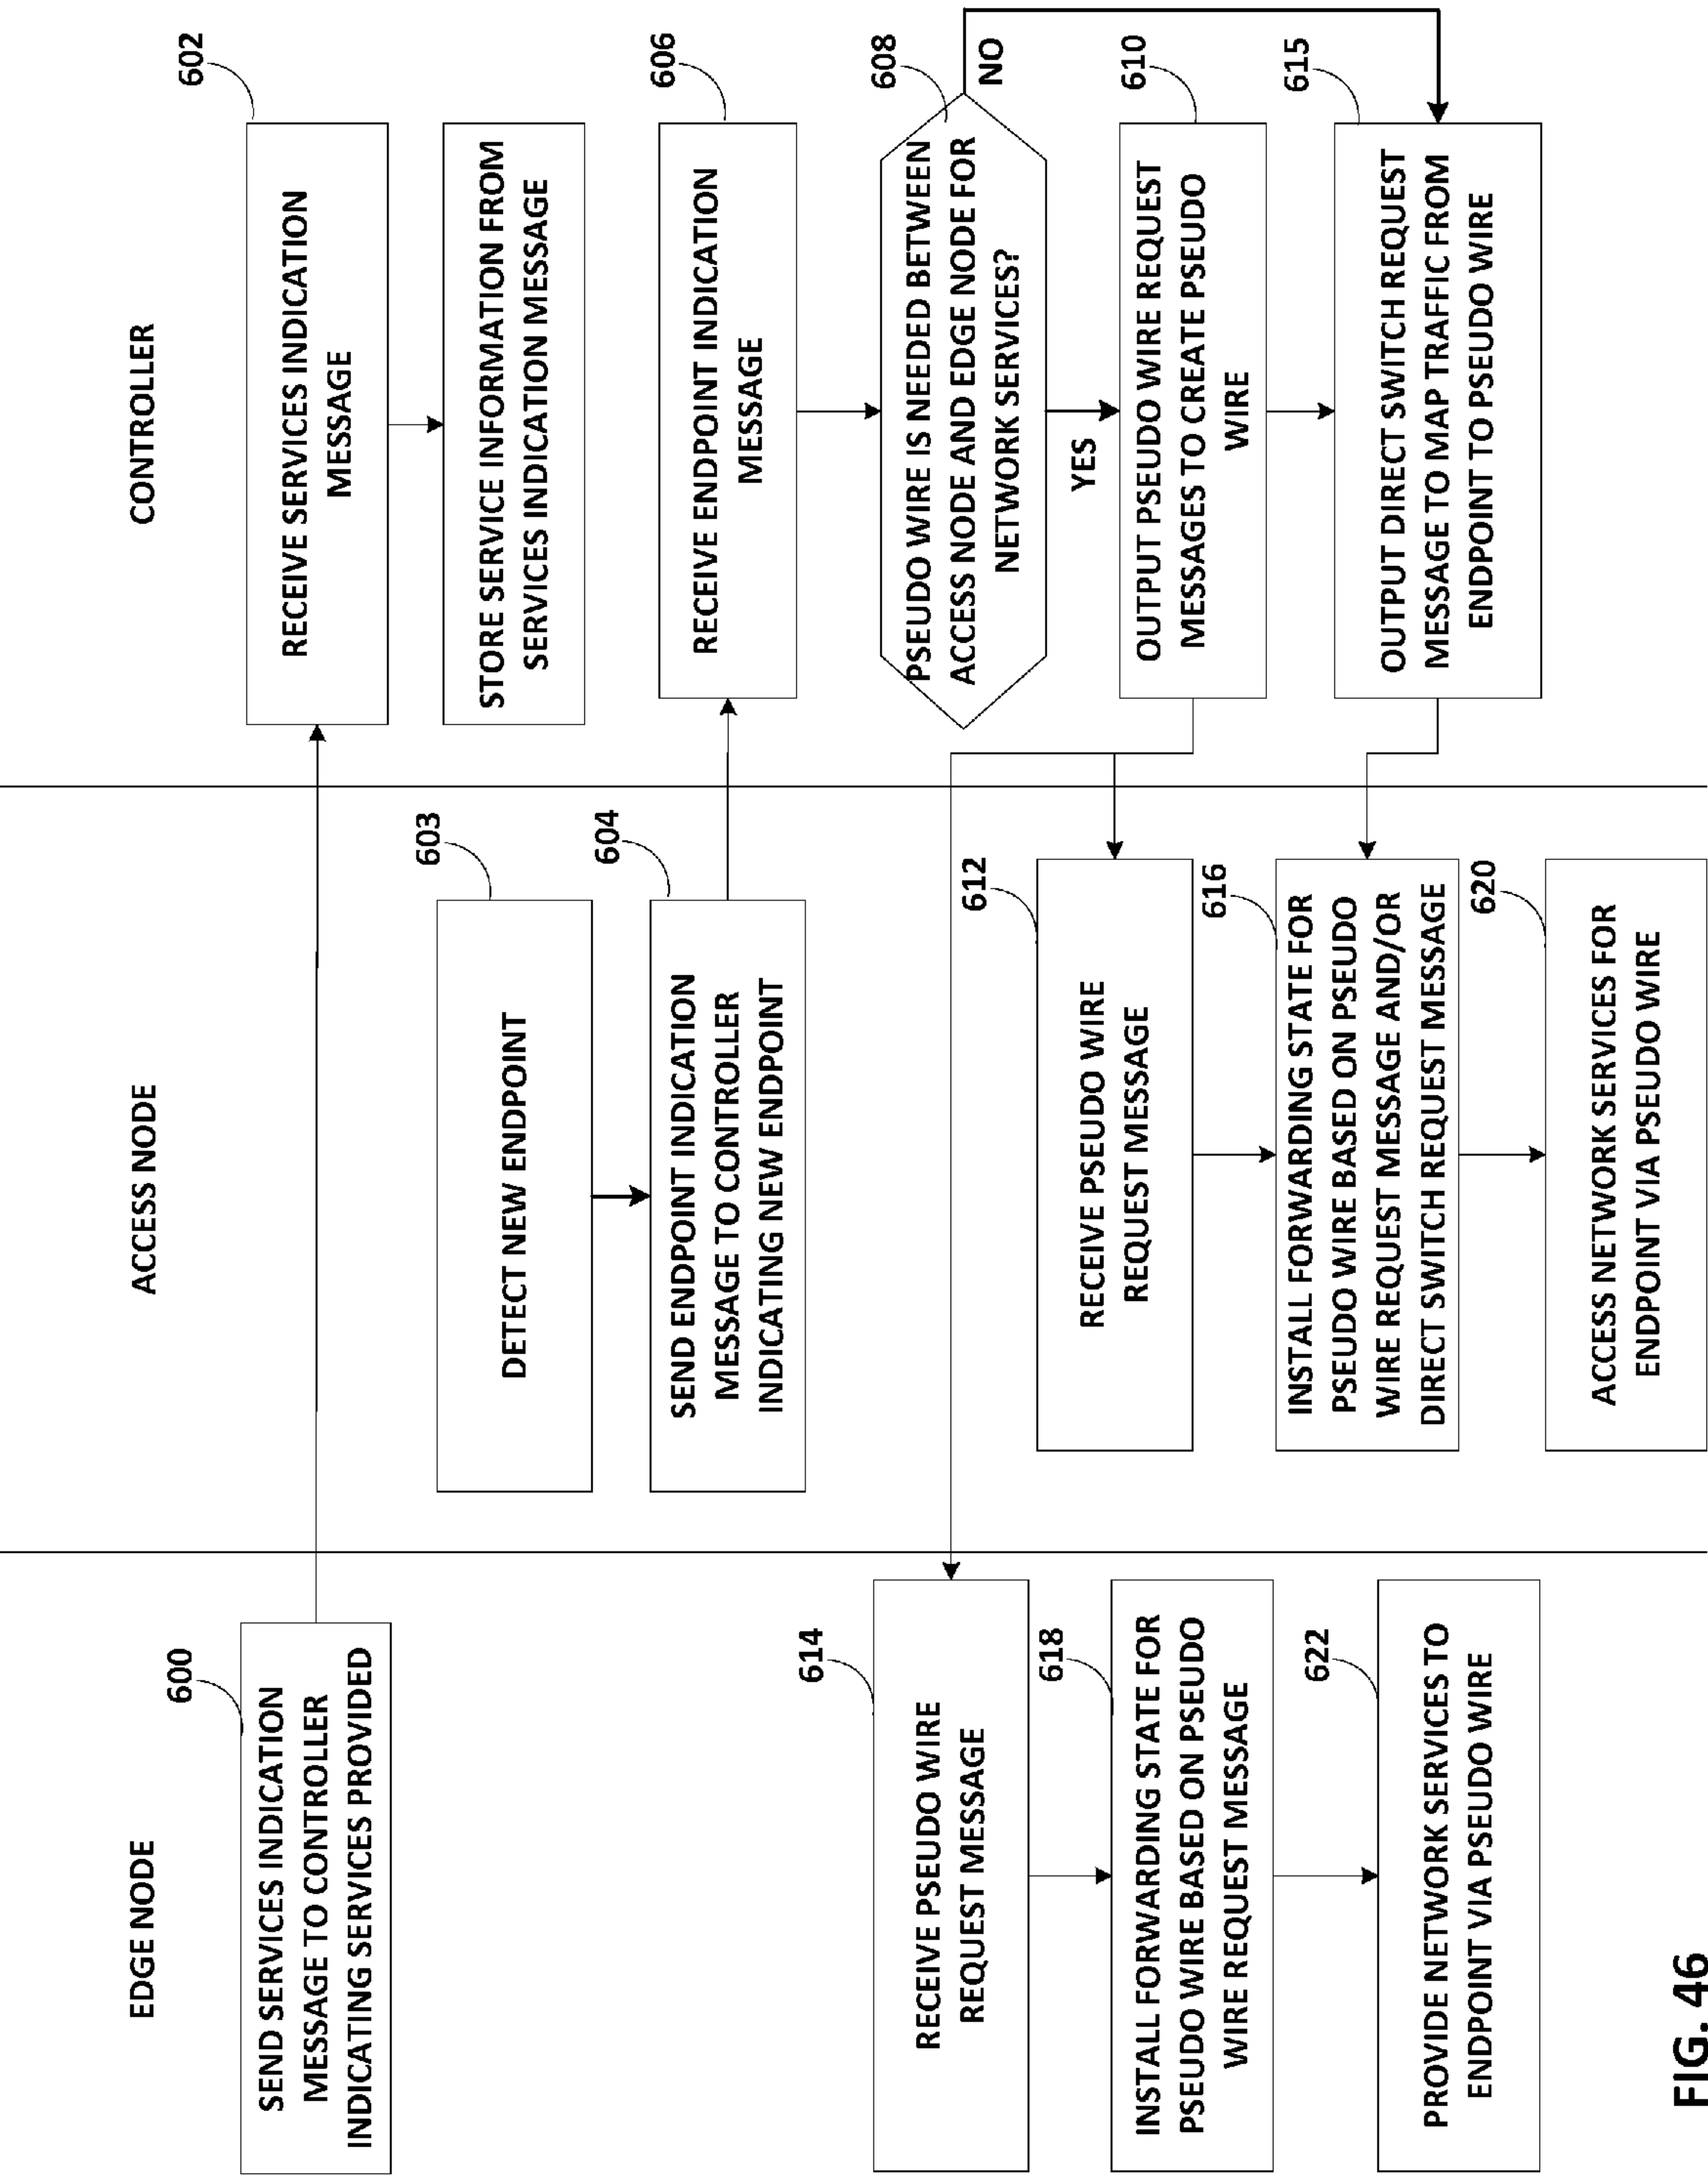 EDGE NODE
ACCESS NODE
CONTROLLER
600
SEND SERVICES INDICATION
MESSAGE TO CONTROLLER
INDICATING SERVICES PROVIDED
602
RECEIVE SERVICES INDICATION
MESSAGE
STORE SERVICE INFORMATION FROM
SERVICES INDICATION MESSAGE
603
DETECT NEW ENDPOINT
604
SEND ENDPOINT INDICATION
MESSAGE TO CONTROLLER
INDICATING NEW ENDPOINT
606
RECEIVE ENDPOINT INDICATION
MESSAGE
608
PSEUDO WIRE IS NEEDED BETWEEN
ACCESS NODE AND EDGE NODE FOR
NETWORK SERVICES?
NO
YES
610
OUTPUT PSEUDO WIRE REQUEST
MESSAGES TO CREATE PSEUDO
WIRE
612
RECEIVE PSEUDO WIRE
REQUEST MESSAGE
614
RECEIVE PSEUDO WIRE
REQUEST MESSAGE
615
OUTPUT DIRECT SWITCH REQUEST
MESSAGE TO MAP TRAFFIC FROM
ENDPOINT TO PSEUDO WIRE
616
INSTALL FORWARDING STATE FOR
PSEUDO WIRE BASED ON PSEUDO
WIRE REQUEST MESSAGE AND/OR
DIRECT SWITCH REQUEST MESSAGE
618
INSTALL FORWARDING STATE FOR
PSEUDO WIRE BASED ON PSEUDO
WIRE REQUEST MESSAGE
620
ACCESS NETWORK SERVICES FOR
ENDPOINT VIA PSEUDO WIRE
622
PROVIDE NETWORK SERVICES TO
ENDPOINT VIA PSEUDO WIRE
FIG. 46